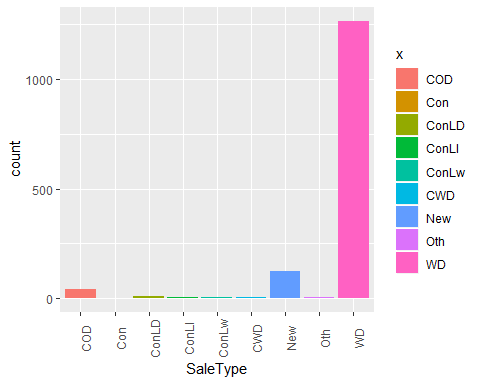 count
1000
500
0
COD
Con
ConLD
ConLI
ConLw
CWD
New
Oth
WD
SaleType
x
COD
Con
ConLD
ConLI
ConLw
CWD
New
Oth
WD